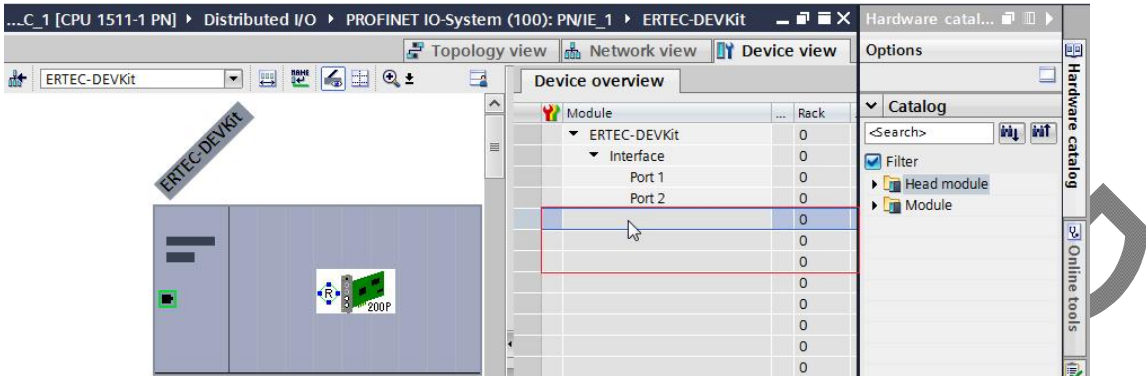 ...C_1 [CPU 1511-1 PN] ▸ Distributed I/O ▸ PROFINET IO-System (100): PN/IE_1 ▸ ERTEC-DEVKit
Hardware catal...
Topology view
Network view
Device view
Options
ERTEC-DEVKit
Device overview
Module ... Rack
ERTEC-DEVKit 0
Interface 0
Port 1 0
Port 2 0
0
0
0
0
0
0
0
0
ERTEC-DEVKit
R
200P
Catalog
<Search>
Filter
Head module
Module
Hardware catalog
Online tools